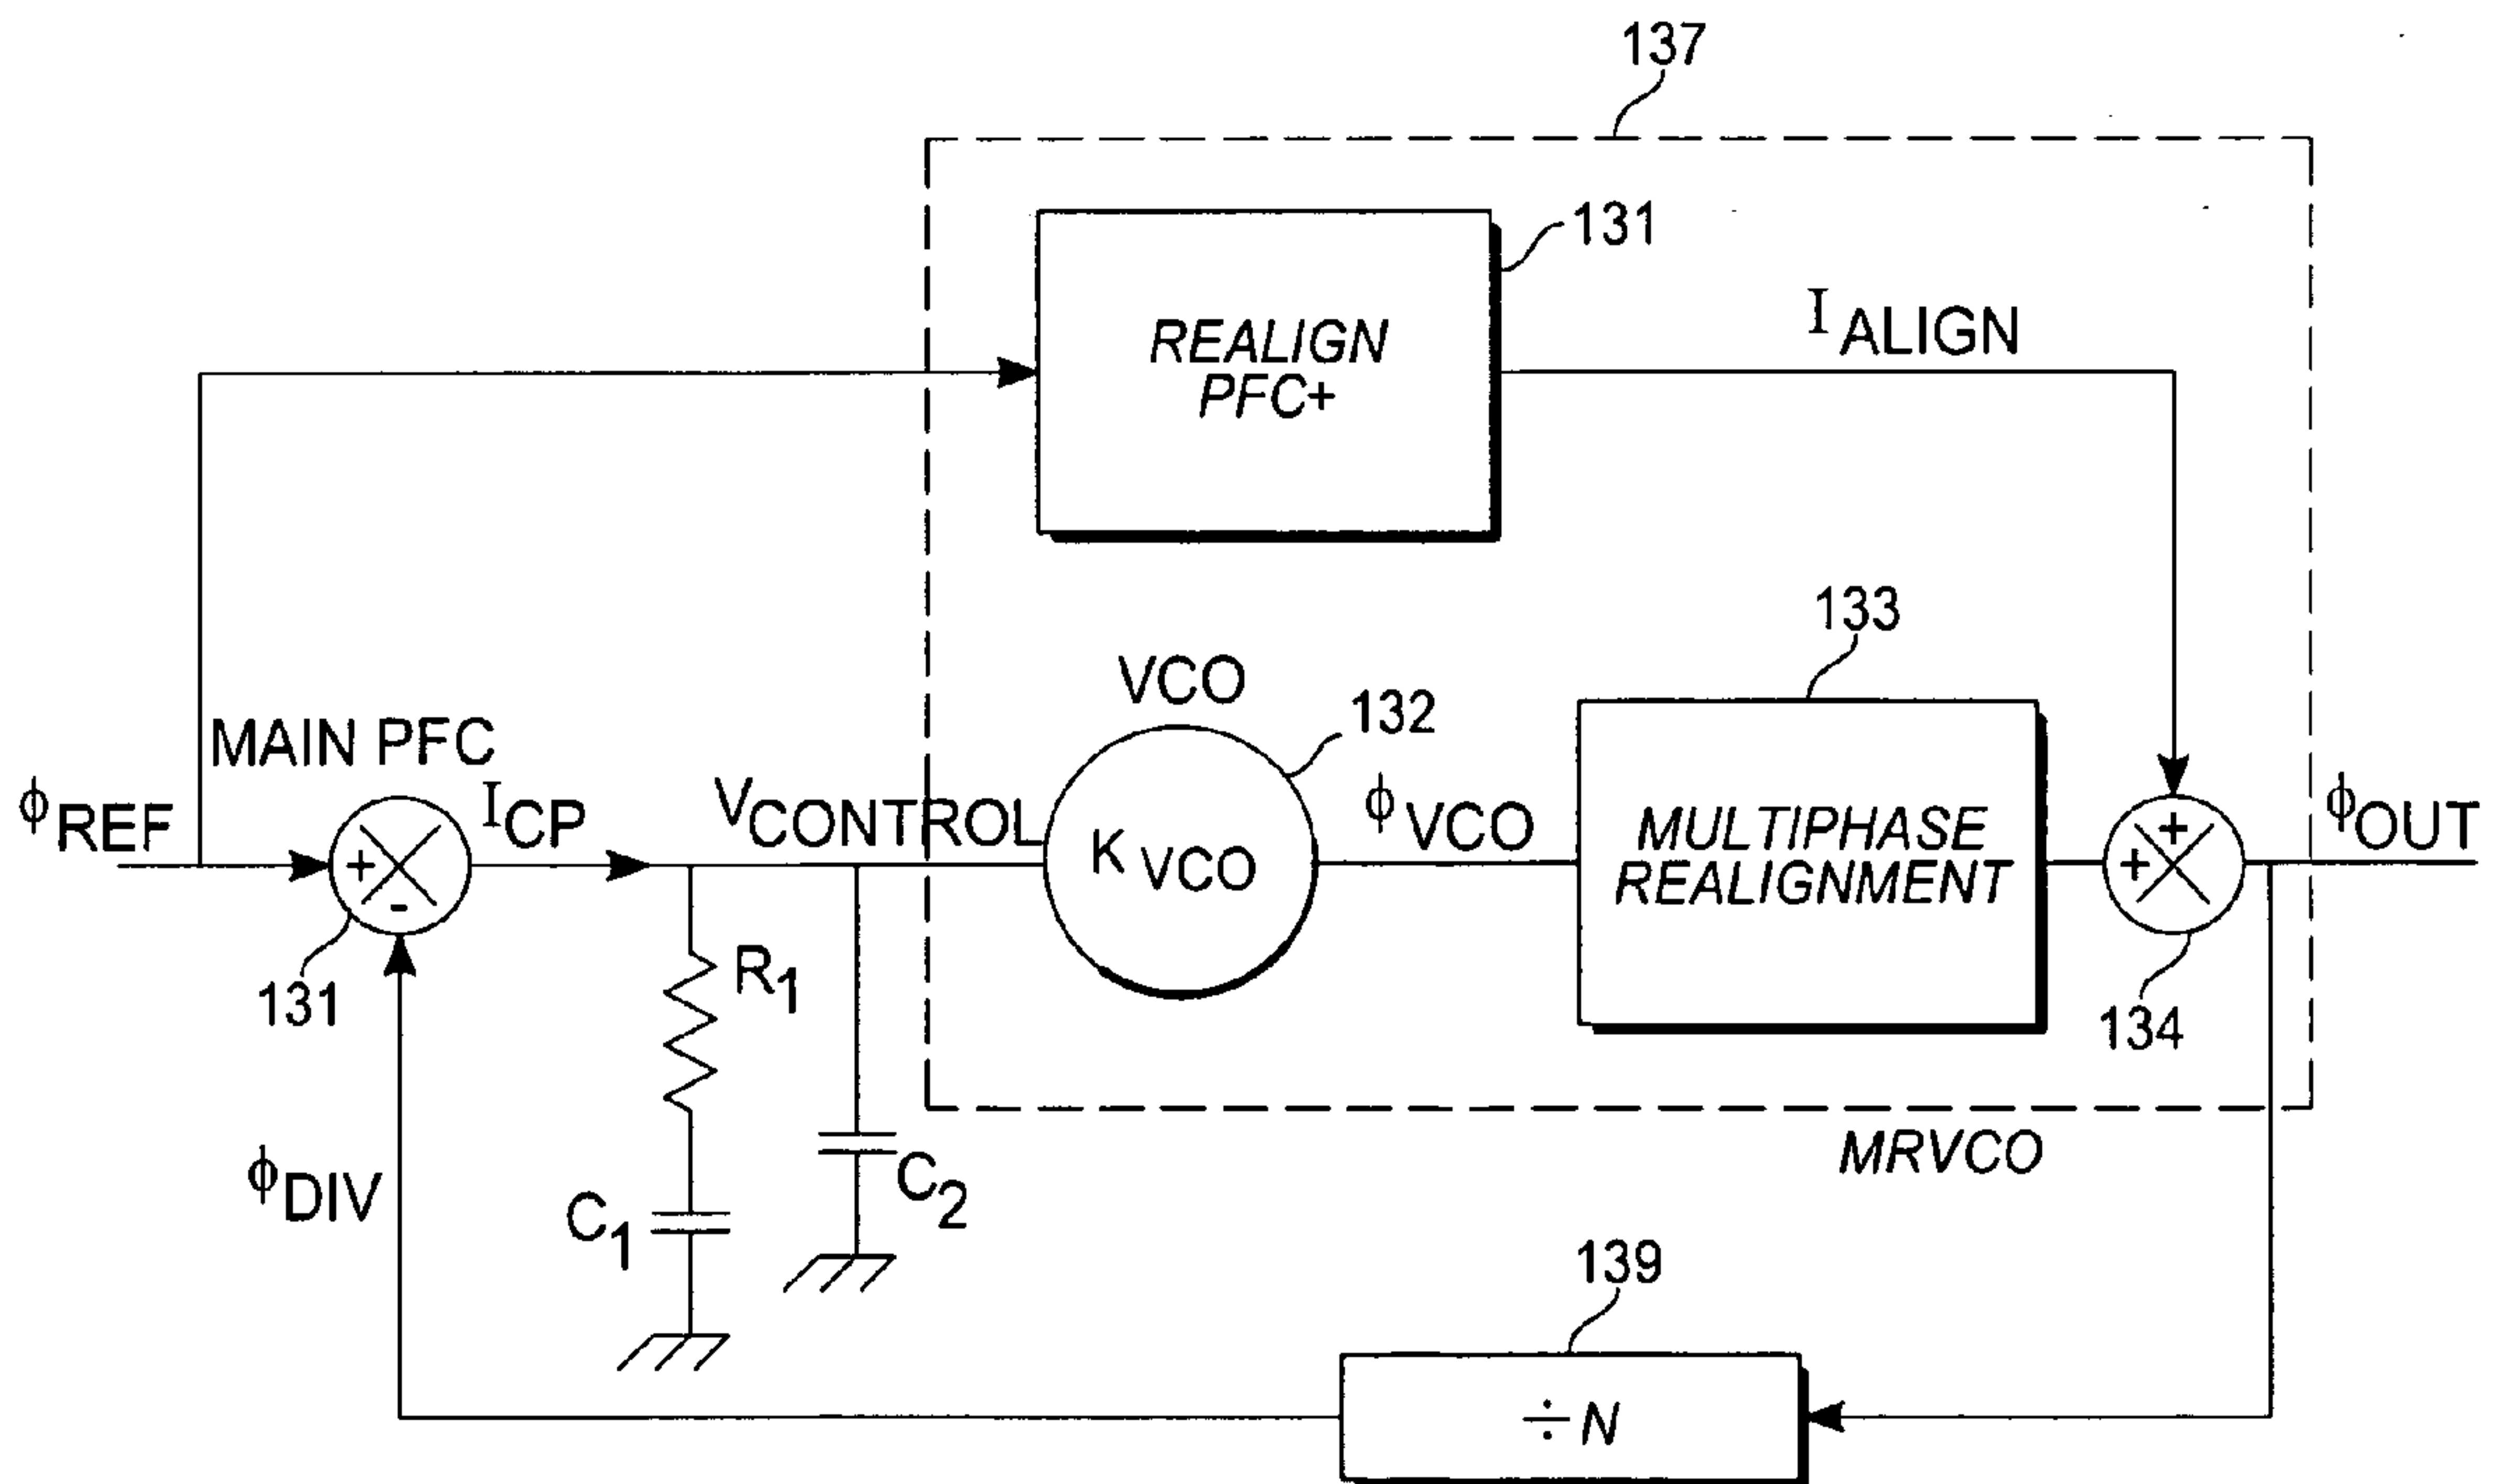 137
131
REALIGN
PFC+
I ALIGN
133
VCO
132
MAIN PFC
ϕREF
ICP
VCONTROL
KVCO
ϕVCO
MULTIPHASE
REALIGNMENT
ϕOUT
+
-
+
+
131
R1
134
MRVCO
ϕDIV
C1
C2
139
÷N